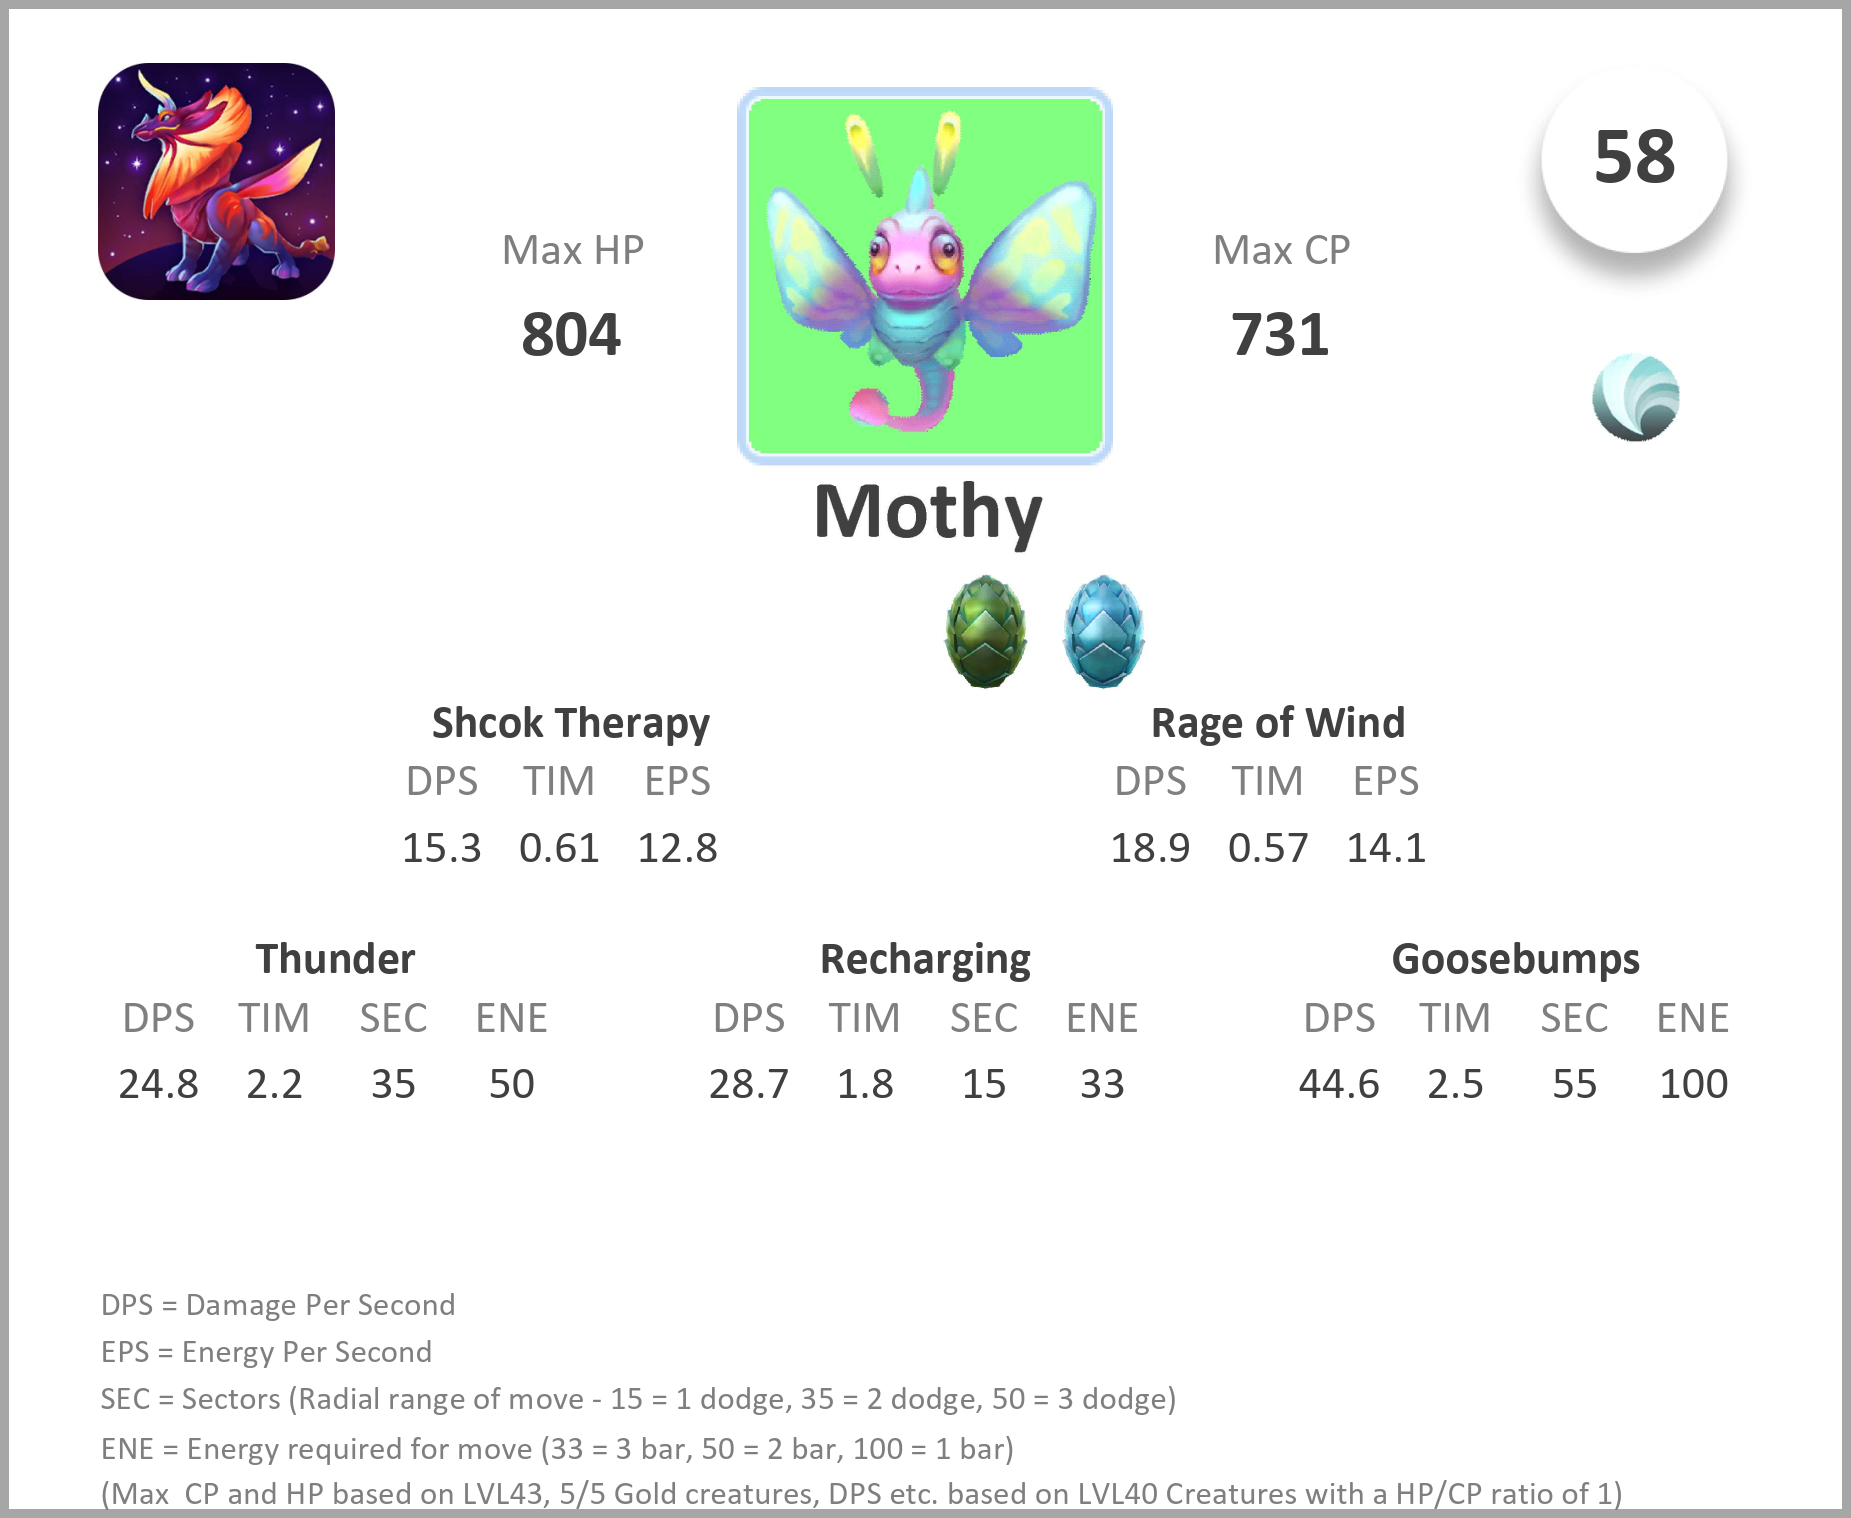 58
Max HP
Max CP
804
731
Mothy
Shcok Therapy
Rage of Wind
DPS TIM EPS
DPS TIM EPS
15.3 0.61 12.8
18.9 0.57 14.1
Thunder
Recharging
Goosebumps
DPS TIM SEC ENE
DPS TIM SEC ENE
DPS TIM SEC ENE
24.8 2.2 35 50
28.7 1.8 15 33
44.6 2.5 55 100
DPS = Damage Per Second
EPS = Energy Per Second
SEC = Sectors (Radial range of move - 15 = 1 dodge, 35 = 2 dodge, 50 = 3 dodge)
ENE = Energy required for move (33 = 3 bar, 50 = 2 bar, 100 = 1 bar)
(Max  CP and HP based on LVL43, 5/5 Gold creatures, DPS etc. based on LVL40 Creatures with a HP/CP ratio of 1)